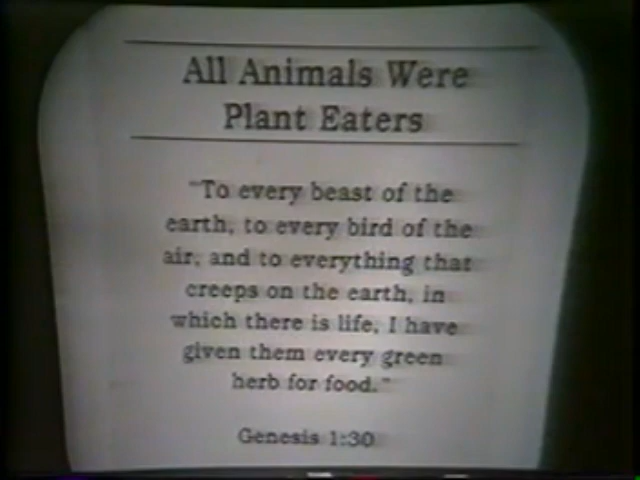 All Animals Were
Plant Eaters
"To every beast of the
earth, to every bird of the
air, and to everything that
creeps on the earth, in
which there is life, I have
given them every green
herb for food."
Genesis 1:30